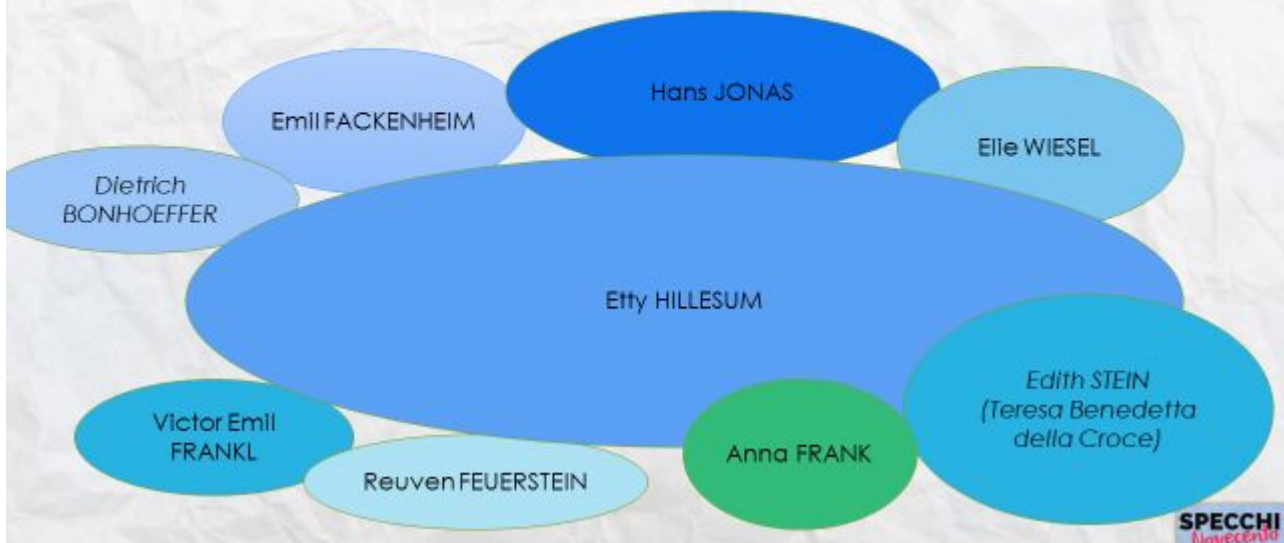 Hans JONAS
Emil FACKENHEIM
Elie WIESEL
Dietrich
BONHOEFFER
Etty HILLESUM
Edith STEIN
(Teresa Benedetta
della Croce)
Victor Emil
FRANKL
Anna FRANK
Reuven FEUERSTEIN
SPECCHI
Novecento